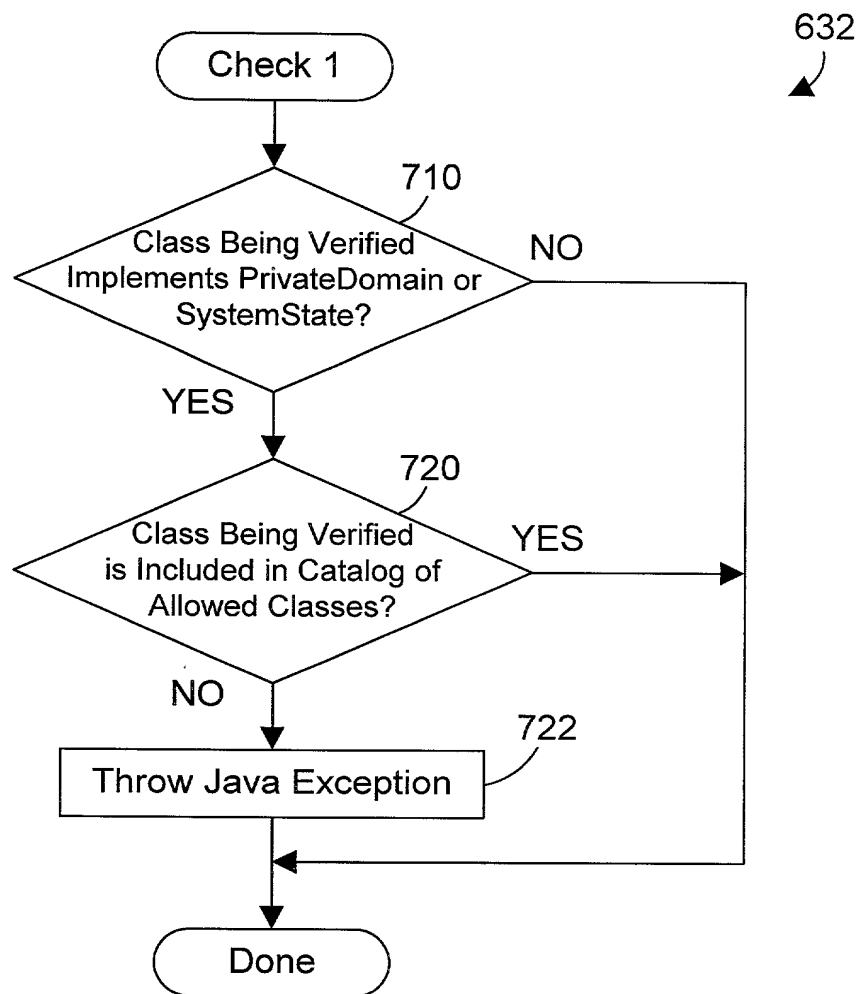 632
Check 1
710
Class Being Verified
Implements PrivateDomain or
SystemState?
NO
YES
720
Class Being Verified
is Included in Catalog of
Allowed Classes?
YES
NO
722
Throw Java Exception
Done